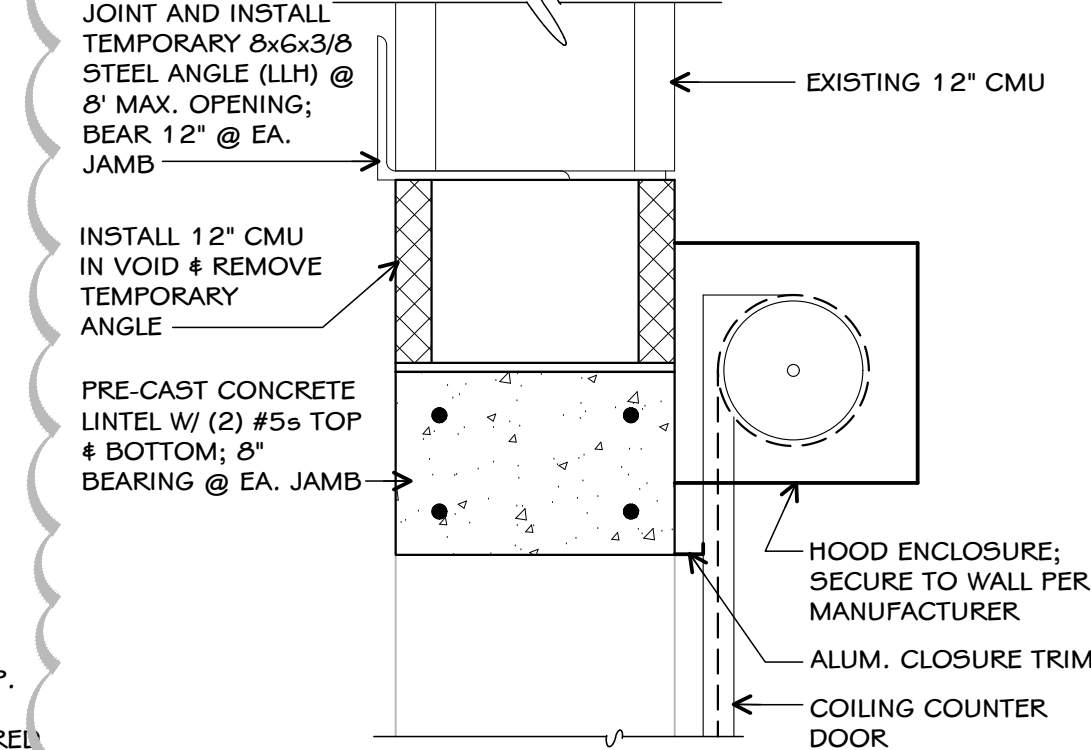 JOINT AND INSTALL
TEMPORARY 8x6x3/8
STEEL ANGLE (LLH) @
8' MAX. OPENING;
BEAR 12" @ EA.
JAMB
INSTALL 12" CMU
IN VOID & REMOVE
TEMPORARY
ANGLE
PRE-CAST CONCRETE
LINTEL W/ (2) #5s TOP
& BOTTOM; 8"
BEARING @ EA. JAMB
EXISTING 12" CMU
HOOD ENCLOSURE;
SECURE TO WALL PER
MANUFACTURER
ALUM. CLOSURE TRIM
COILING COUNTER
DOOR
P.
RED